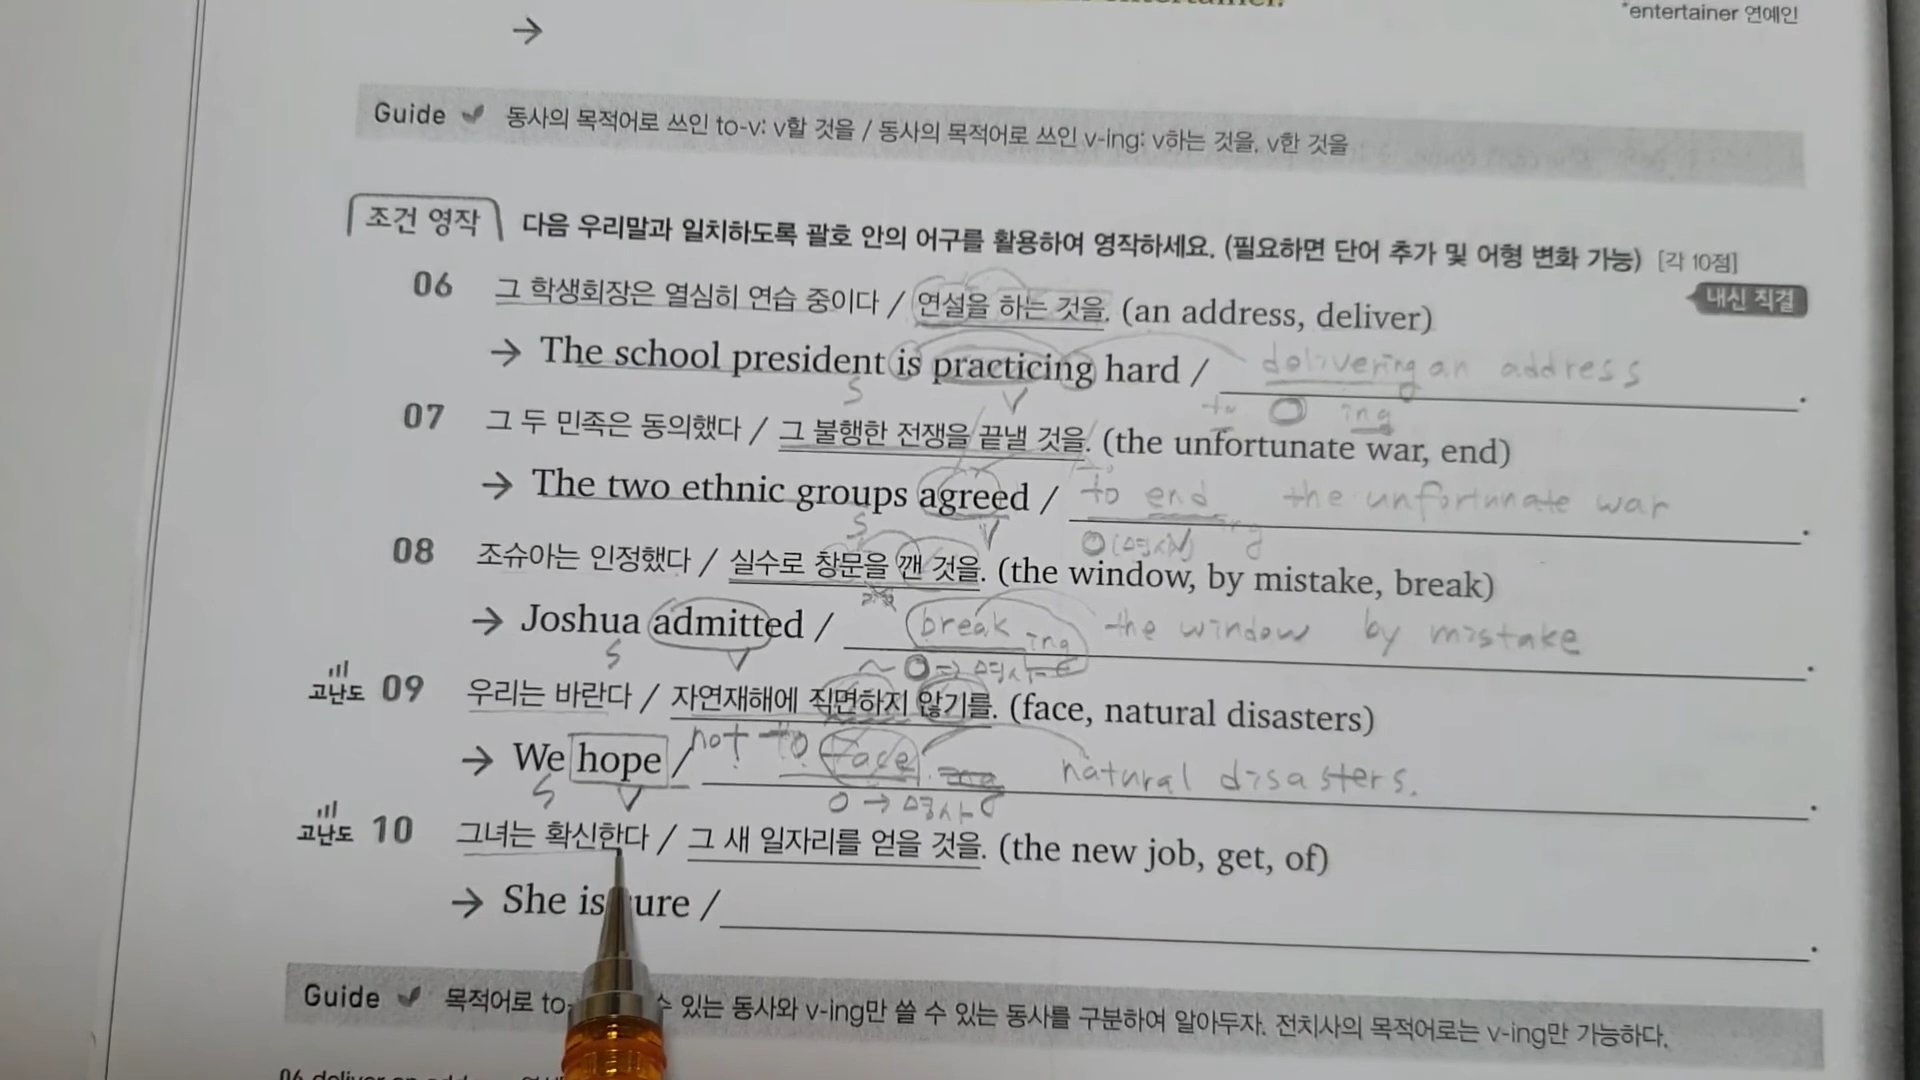 *entertainer 연예인
→
Guide 동사의 목적어로 쓰인 to-v: v할 것을 / 동사의 목적어로 쓰인 v-ing: v하는 것을, v한 것을
조건 영작 다음 우리말과 일치하도록 괄호 안의 어구를 활용하여 영작하세요. (필요하면 단어 추가 및 어형 변화 가능) [각 10점]
내신 직결
06 그 학생회장은 열심히 연습 중이다 / 연설을 하는 것을. (an address, deliver)
→ The school president is practicing hard / delivering an address.
S V to O ing
07 그 두 민족은 동의했다 / 그 불행한 전쟁을 끝낼 것을. (the unfortunate war, end)
→ The two ethnic groups agreed / to end the unfortunate war.
S V O ing
08 조슈아는 인정했다 / 실수로 창문을 깬 것을. (the window, by mistake, break)
→ Joshua admitted / breaking the window by mistake.
S V O →
고난도 09 우리는 바란다 / 자연재해에 직면하지 않기를. (face, natural disasters)
→ We hope / not to face natural disasters.
S V O →
고난도 10 그녀는 확신한다 / 그 새 일자리를 얻을 것을. (the new job, get, of)
→ She is ure / .
Guide 목적어로 to- 수 있는 동사와 v-ing만 쓸 수 있는 동사를 구분하여 알아두자. 전치사의 목적어로는 v-ing만 가능하다.